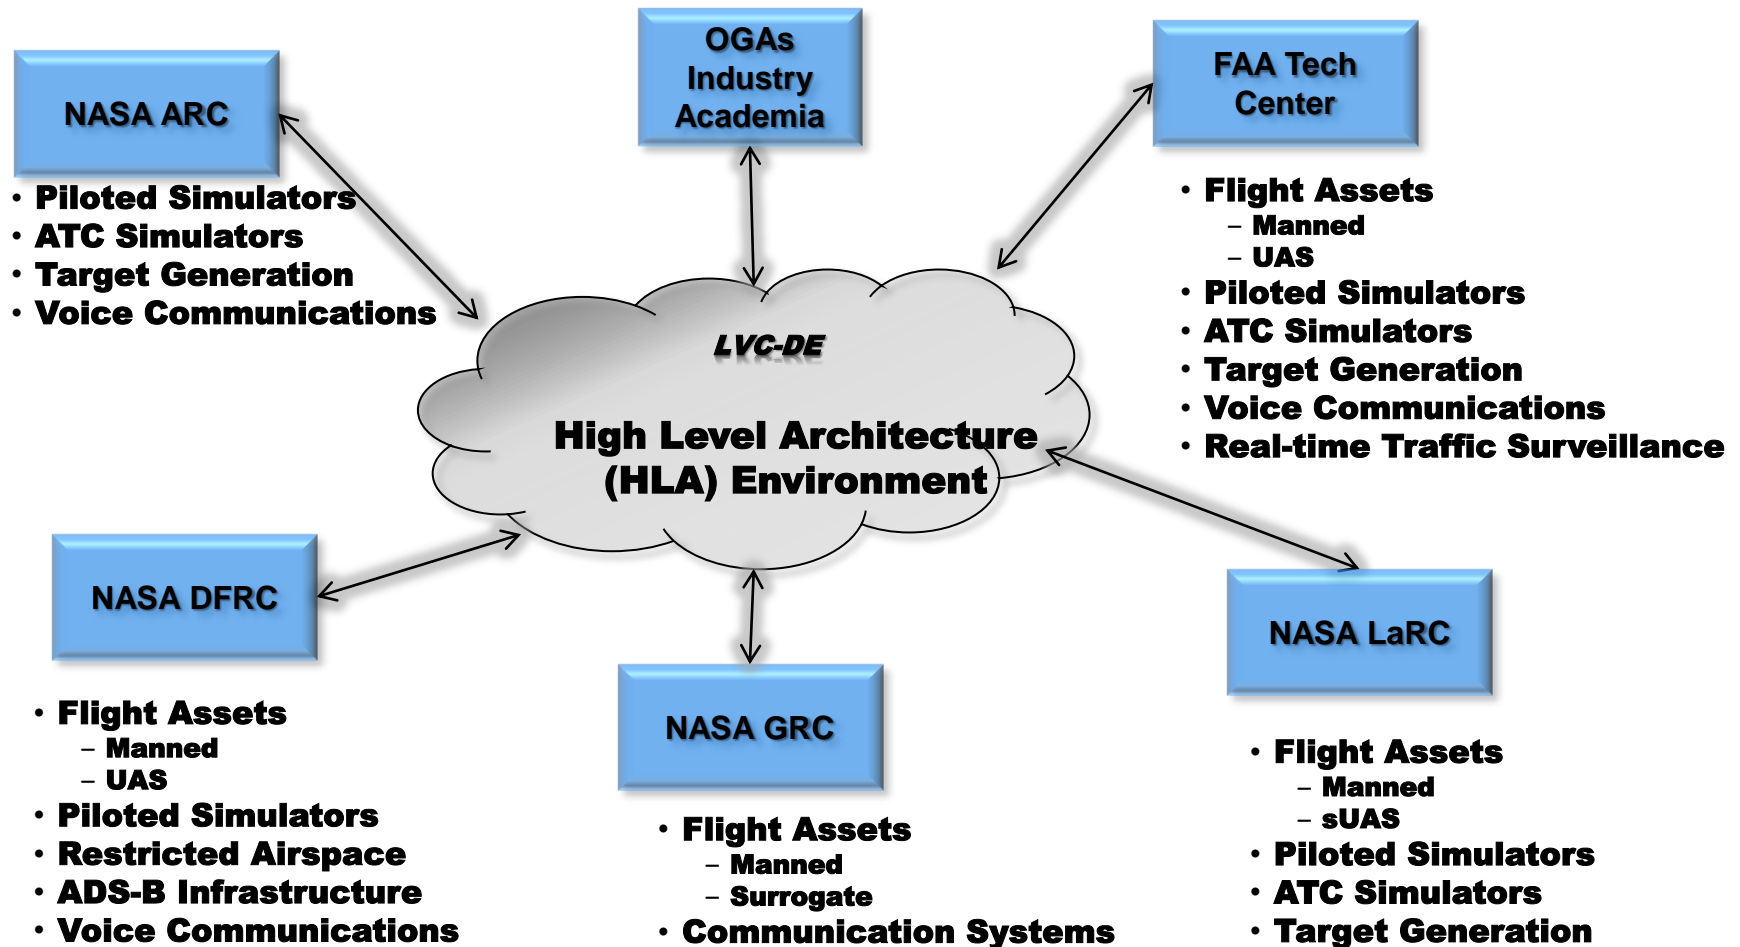 NASA ARC
• Piloted Simulators
• ATC Simulators
• Target Generation
• Voice Communications
OGAs
Industry
Academia
FAA Tech
Center
• Flight Assets
– Manned
– UAS
• Piloted Simulators
• ATC Simulators
• Target Generation
• Voice Communications
• Real-time Traffic Surveillance
LVC-DE
High Level Architecture
(HLA) Environment
NASA DFRC
• Flight Assets
– Manned
– UAS
• Piloted Simulators
• Restricted Airspace
• ADS-B Infrastructure
• Voice Communications
NASA GRC
• Flight Assets
– Manned
– Surrogate
• Communication Systems
NASA LaRC
• Flight Assets
– Manned
– sUAS
• Piloted Simulators
• ATC Simulators
• Target Generation